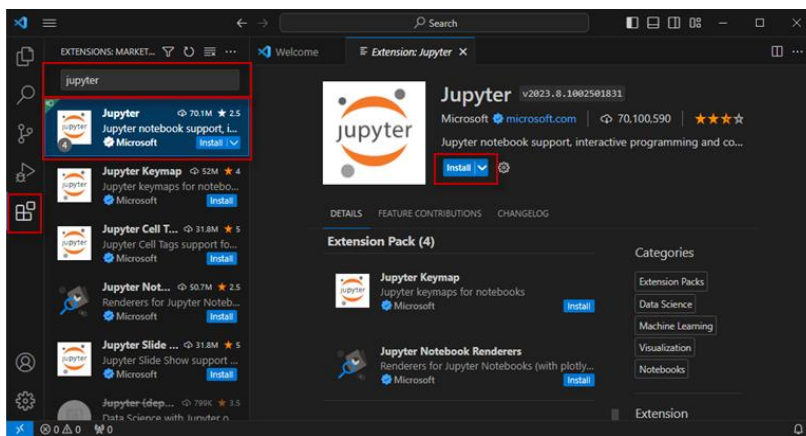 Search
EXTENSIONS: MARKET...
Welcome
Extension: Jupyter
jupyter
Jupyter 70.1M ★ 2.5
Jupyter notebook support, i...
Microsoft Install
4
Jupyter Keymap 52M ★ 4
Jupyter keymaps for notebo...
Microsoft Install
Jupyter Cell T... 31.8M ★ 5
Jupyter Cell Tags support fo...
Microsoft Install
Jupyter Not... 50.7M ★ 2.5
Renderers for Jupyter Noteb...
Microsoft Install
Jupyter Slide ... 31.8M ★ 5
Jupyter Slide Show support ...
Microsoft Install
Jupyter (dep... 799K ★ 3.5
Data Science with Jupyter o...
jupyter
Jupyter v2023.8.1002501831
Microsoft microsoft.com 70,100,590
Jupyter notebook support, interactive programming and co...
Install
DETAILS FEATURE CONTRIBUTIONS CHANGELOG
Extension Pack (4)
Jupyter Keymap
Jupyter keymaps for notebooks
Microsoft Install
Jupyter Notebook Renderers
Renderers for Jupyter Notebooks (with plotly...
Microsoft Install
Categories
Extension Packs
Data Science
Machine Learning
Visualization
Notebooks
Extension
0 0 0